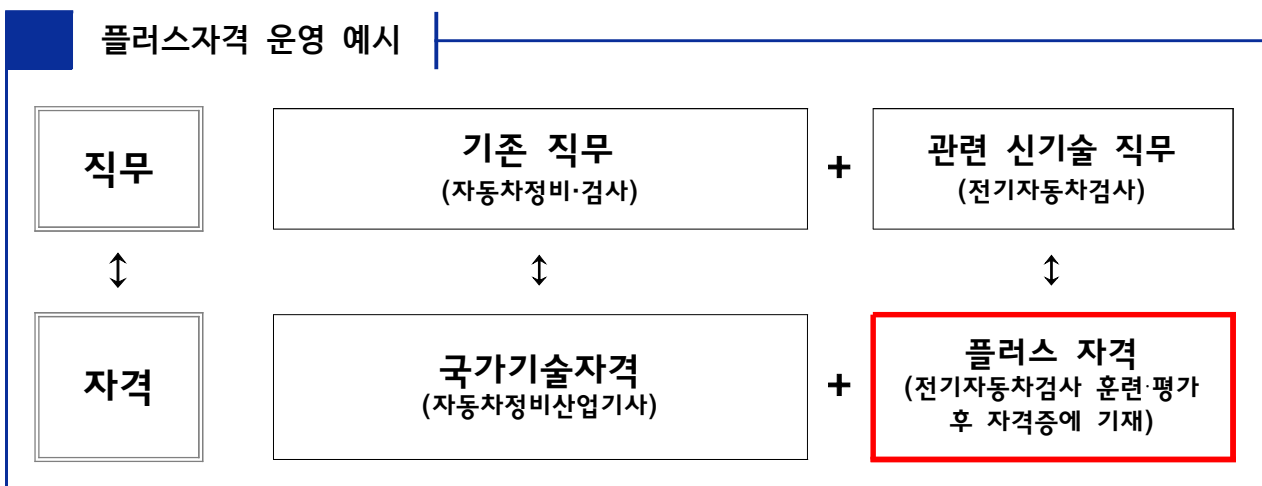 플러스자격 운영 예시
직무
기존 직무
(자동차정비·검사)
+
관련 신기술 직무
(전기자동차검사)
↕
↕
↕
자격
국가기술자격
(자동차정비산업기사)
+
플러스 자격
(전기자동차검사 훈련·평가
후 자격증에 기재)